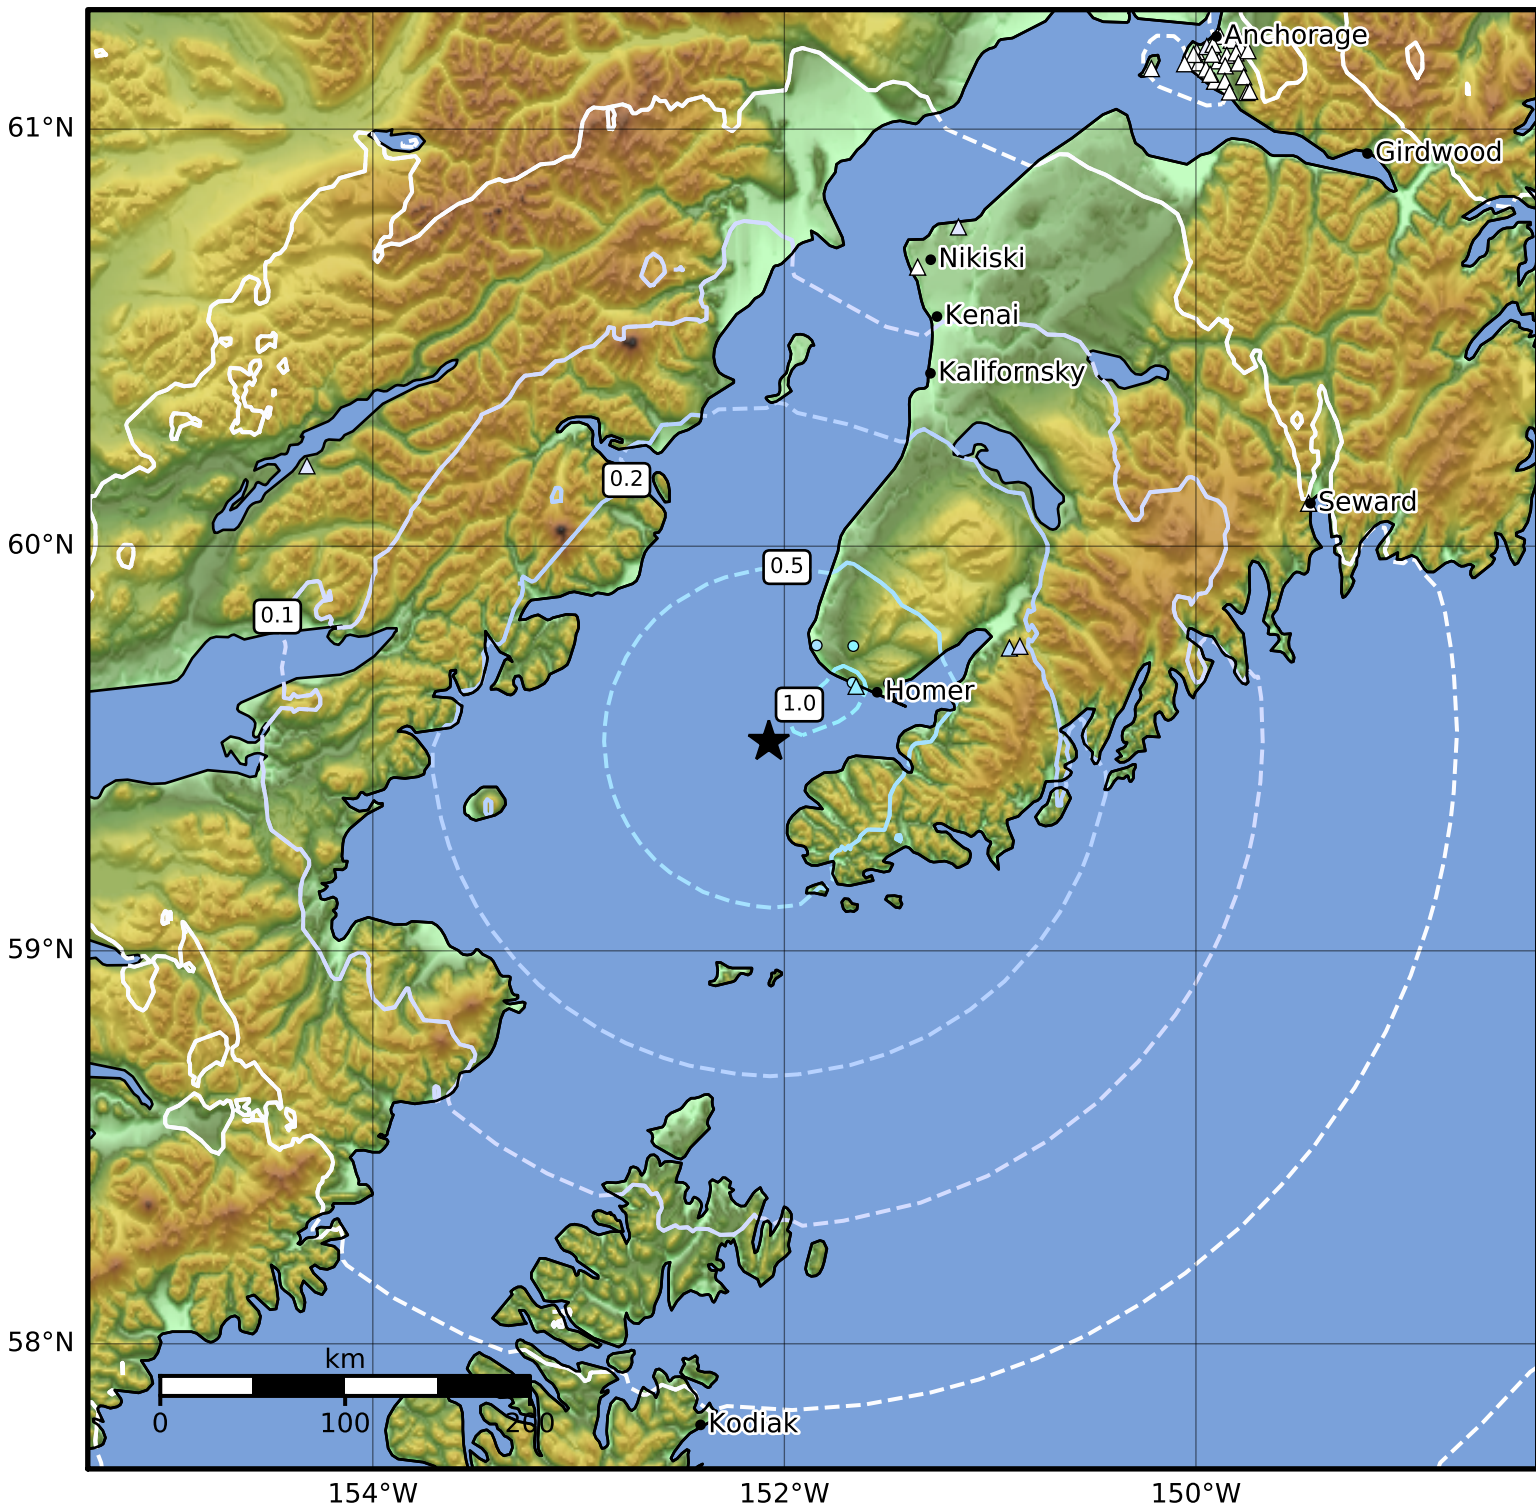 Anchorage
61°N
Girdwood
Nikiski
Kenai
Kalifornsky
0.2
Seward
60°N
0.5
0.1
Homer
1.0
59°N
58°N
km
0
100
200
Kodiak
154°W
152°W
150°W